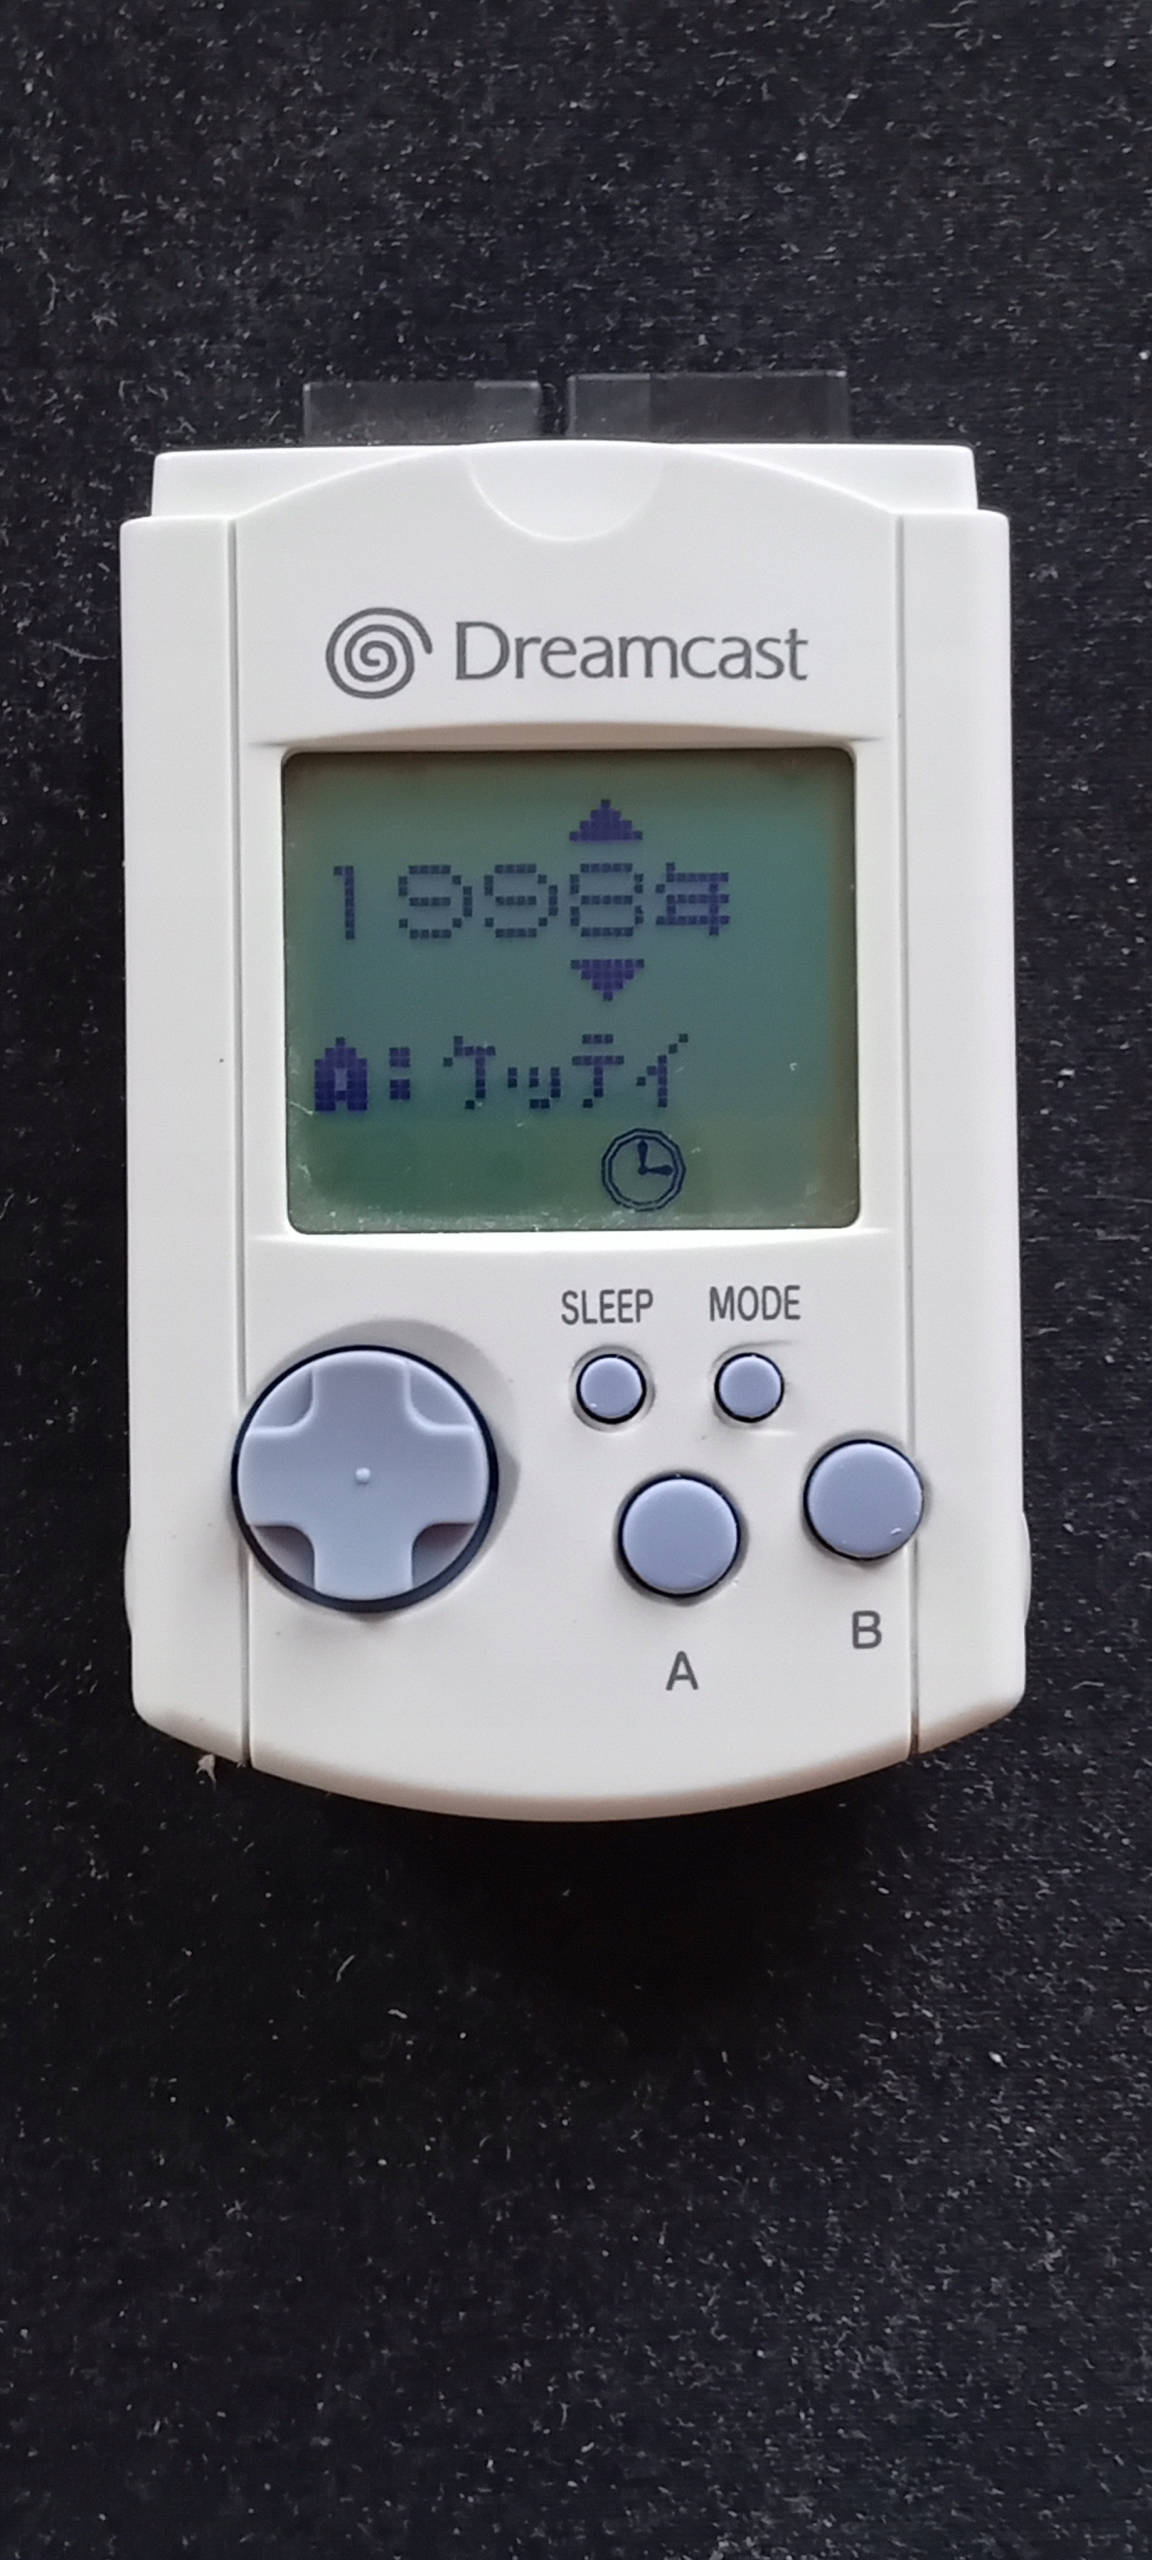 Dreamcast
1998年
A:ケッテイ
SLEEP MODE
B
A